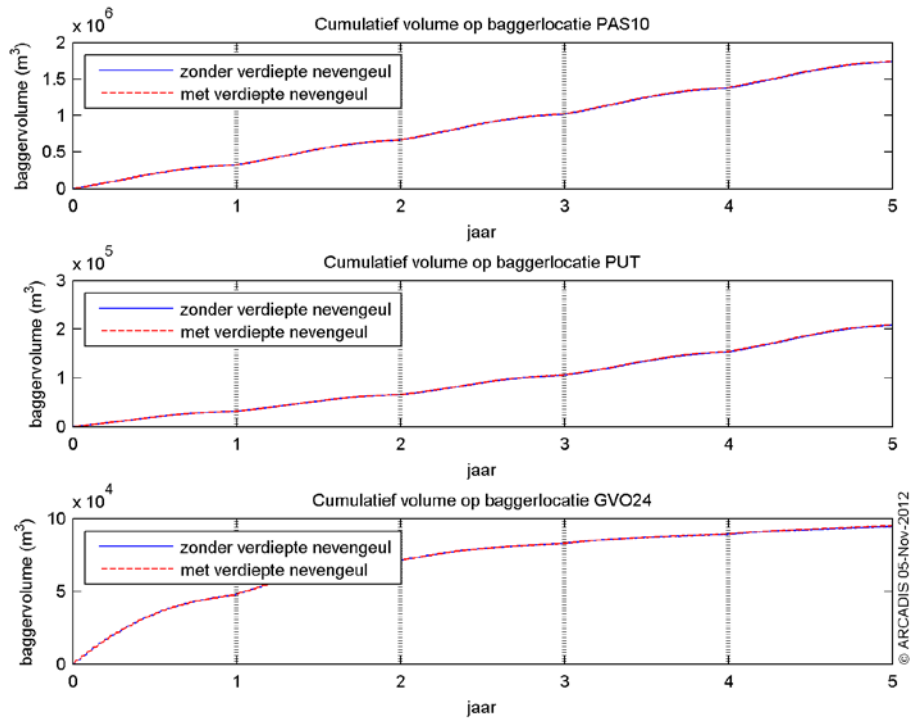 Cumulatief volume op baggerlocatie PAS10
x 10^6
2
1.5
1
0.5
0
baggervolume (m³)
zonder verdiepte nevengeul
met verdiepte nevengeul
0 1 2 3 4 5
jaar
Cumulatief volume op baggerlocatie PUT
x 10^5
3
2
1
0
baggervolume (m³)
zonder verdiepte nevengeul
met verdiepte nevengeul
0 1 2 3 4 5
jaar
Cumulatief volume op baggerlocatie GVO24
x 10^4
10
5
0
baggervolume (m³)
zonder verdiepte nevengeul
met verdiepte nevengeul
0 1 2 3 4 5
jaar
© ARCADIS 05-Nov-2012